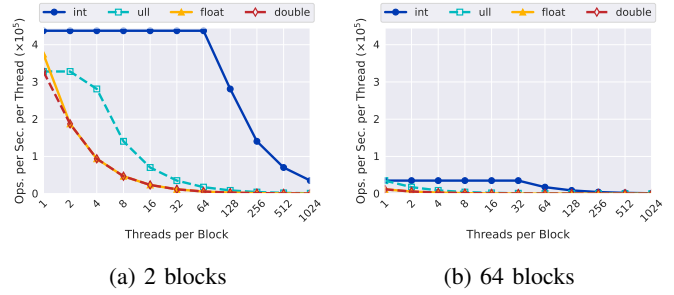 int ull float double
int ull float double
Ops. per Sec. per Thread (×10⁵)
4
3
2
1
0
1 2 4 8 16 32 64 128 256 512 1024
Threads per Block
Ops. per Sec. per Thread (×10⁵)
4
3
2
1
0
1 2 4 8 16 32 64 128 256 512 1024
Threads per Block
(a) 2 blocks
(b) 64 blocks